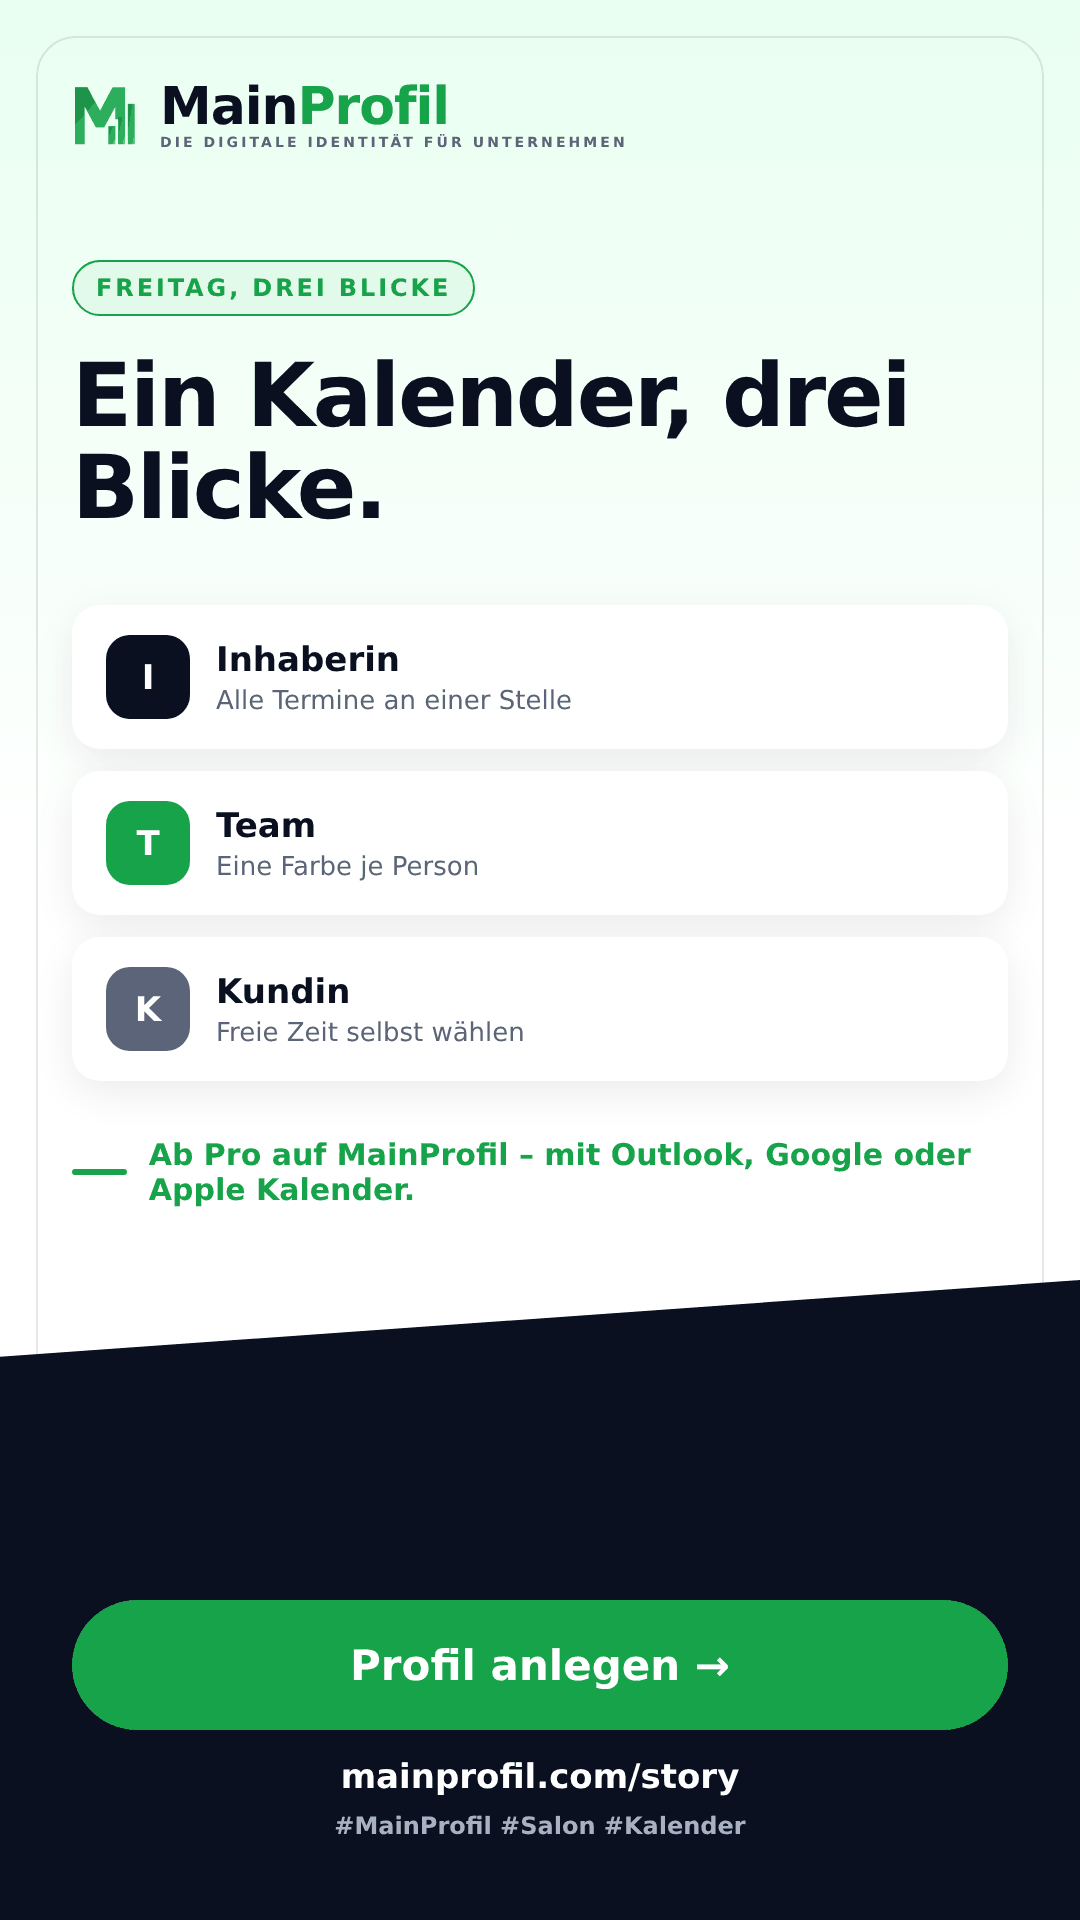 MainProfil
DIE DIGITALE IDENTITÄT FÜR UNTERNEHMEN
FREITAG, DREI BLICKE
Ein Kalender, drei
Blicke.
I
Inhaberin
Alle Termine an einer Stelle
T
Team
Eine Farbe je Person
K
Kundin
Freie Zeit selbst wählen
Ab Pro auf MainProfil – mit Outlook, Google oder
Apple Kalender.
Profil anlegen →
mainprofil.com/story
#MainProfil #Salon #Kalender